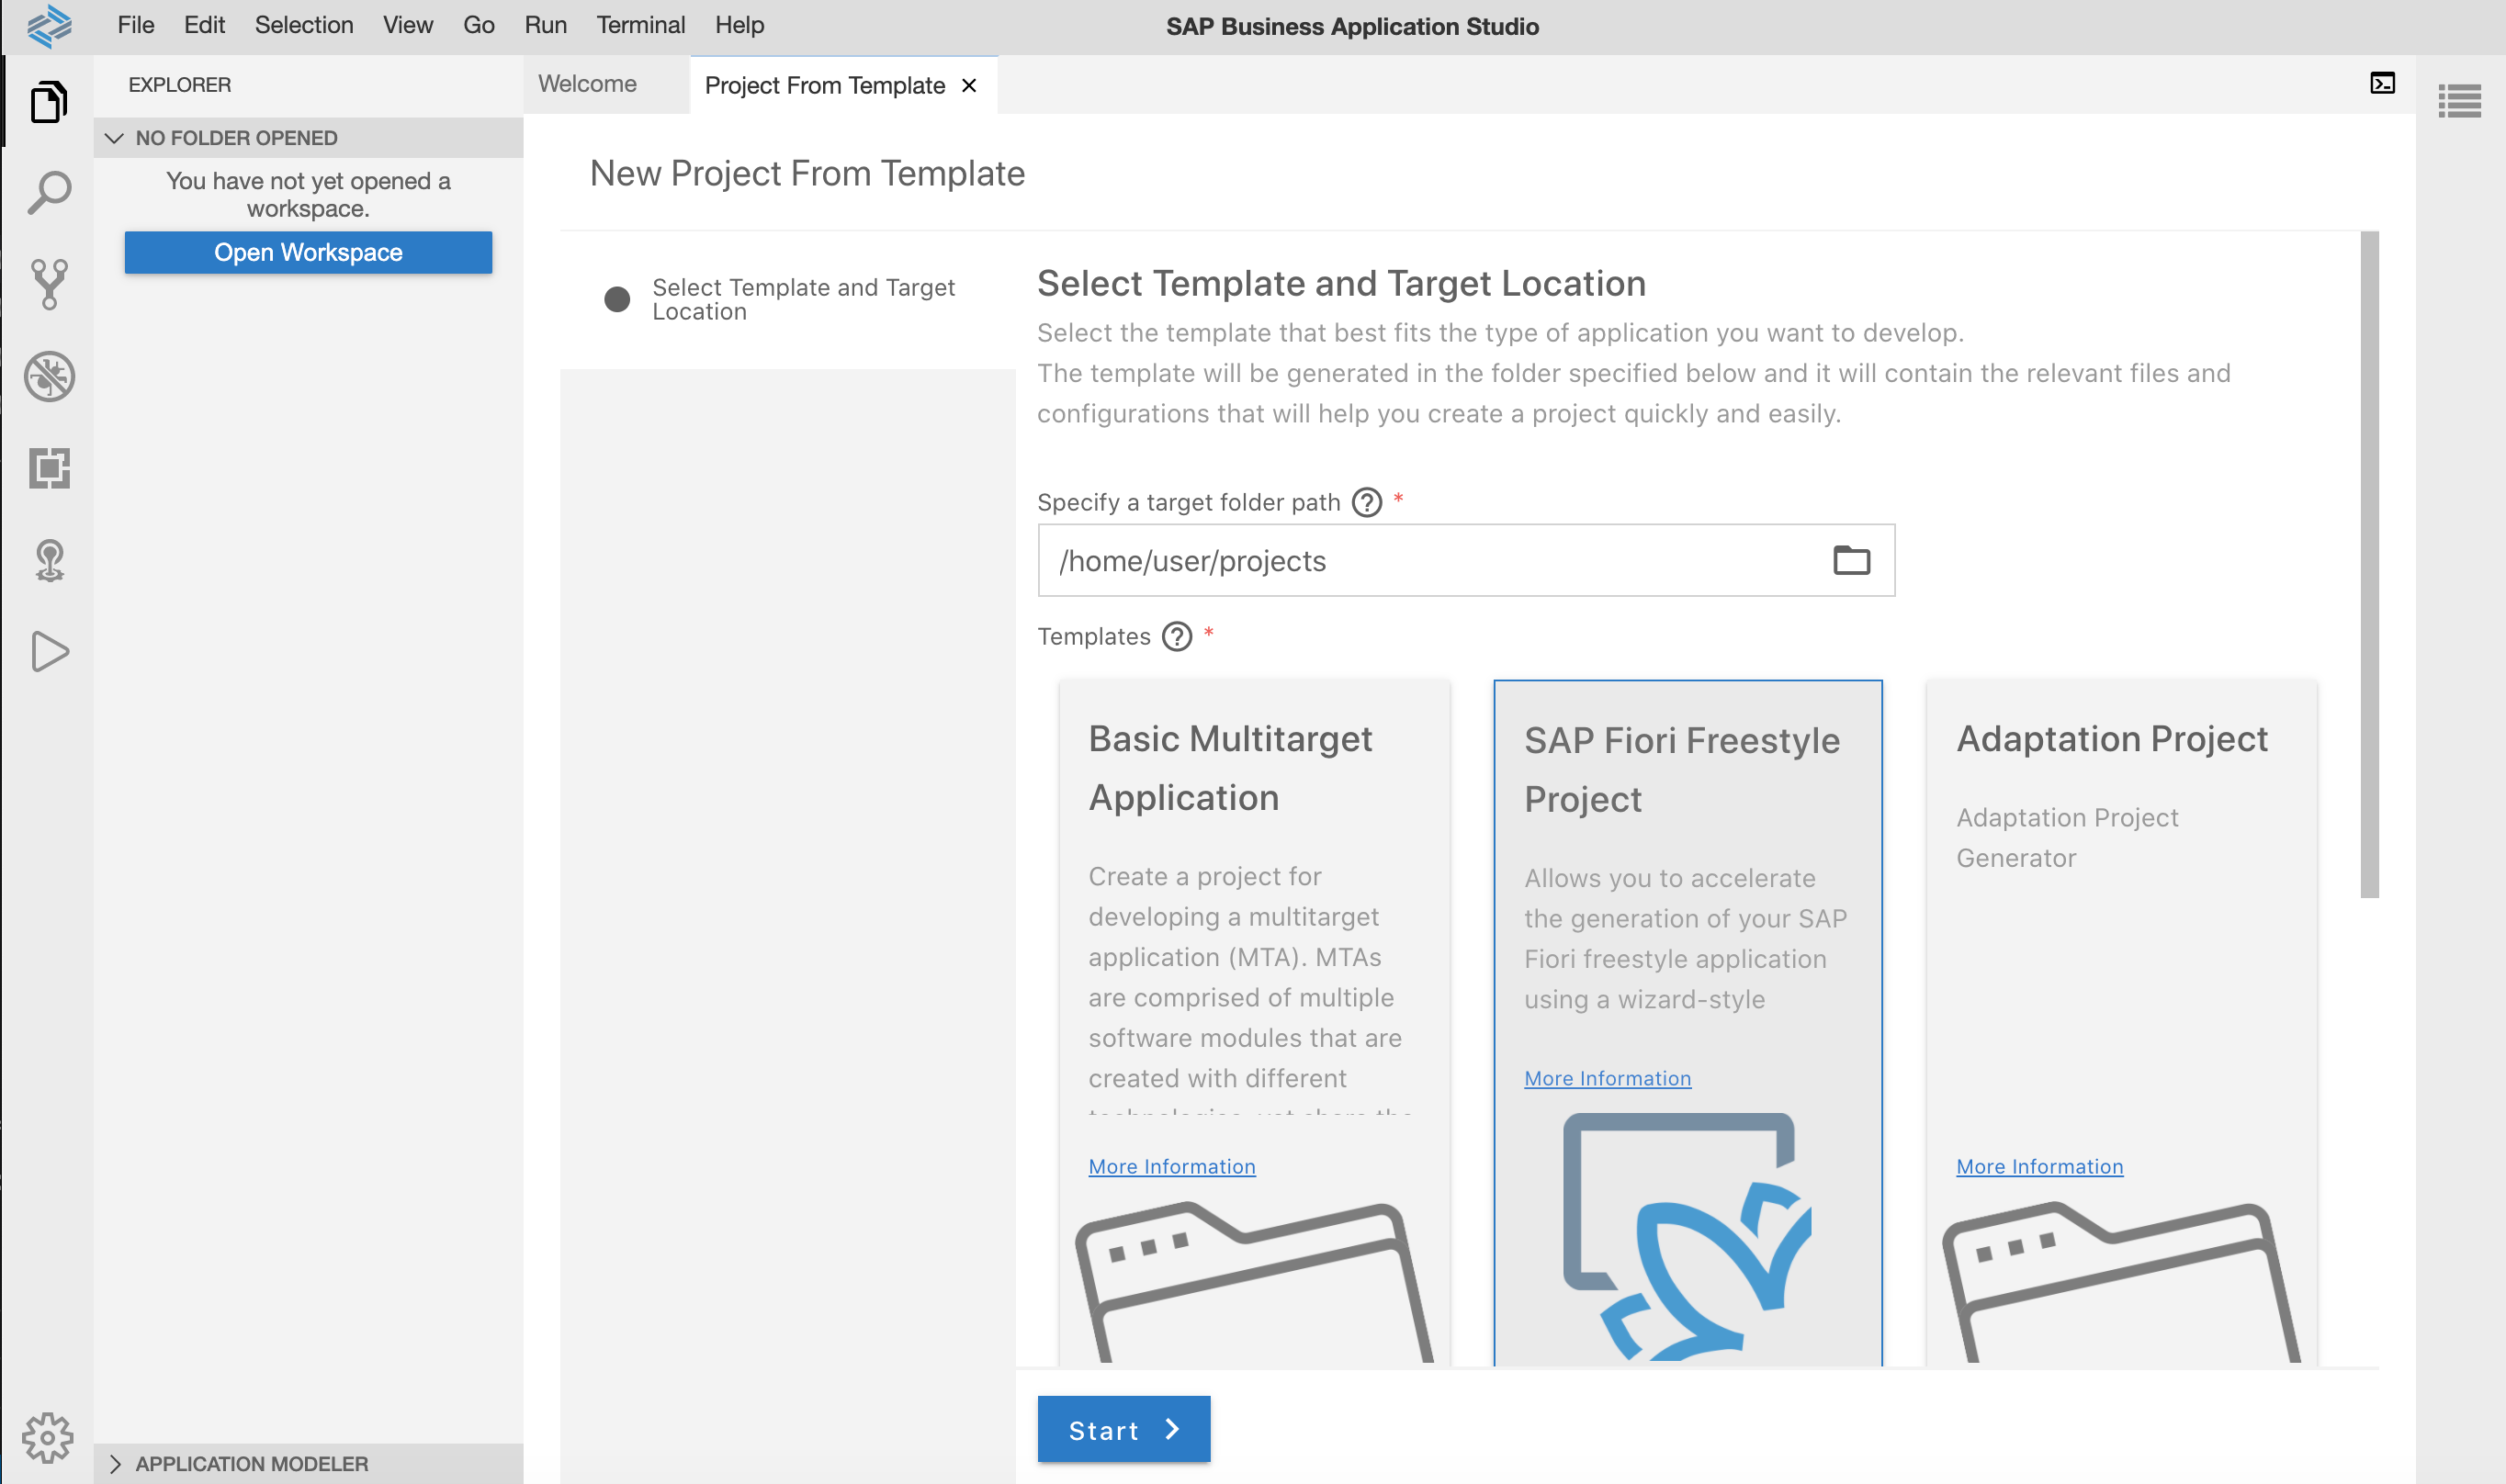 File Edit Selection View Go Run Terminal Help
SAP Business Application Studio
EXPLORER
NO FOLDER OPENED
You have not yet opened a
workspace.
Open Workspace
APPLICATION MODELER
Welcome
Project From Template
New Project From Template
Select Template and Target
Location
Select Template and Target Location
Select the template that best fits the type of application you want to develop.
The template will be generated in the folder specified below and it will contain the relevant files and
configurations that will help you create a project quickly and easily.
Specify a target folder path ? *
/home/user/projects
Templates ? *
Basic Multitarget
Application
Create a project for
developing a multitarget
application (MTA). MTAs
are comprised of multiple
software modules that are
created with different
More Information
SAP Fiori Freestyle
Project
Allows you to accelerate
the generation of your SAP
Fiori freestyle application
using a wizard-style
More Information
Adaptation Project
Adaptation Project
Generator
More Information
Start